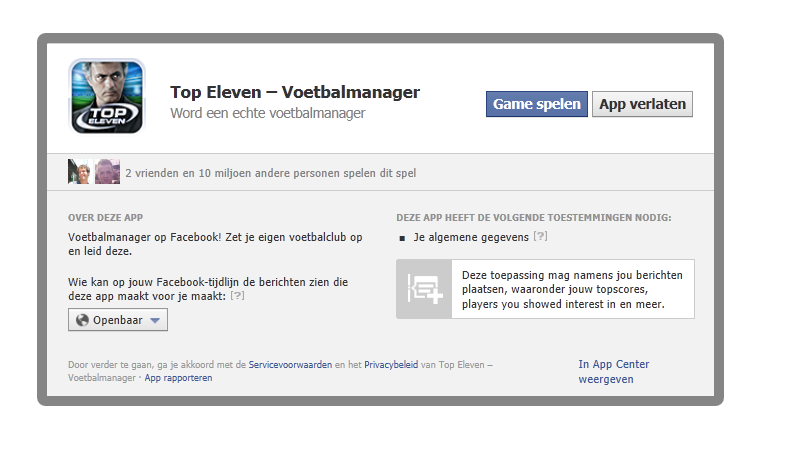 TOP
ELEVEN
Top Eleven – Voetbalmanager
Word een echte voetbalmanager
Game spelen
App verlaten
2 vrienden en 10 miljoen andere personen spelen dit spel
OVER DEZE APP
Voetbalmanager op Facebook! Zet je eigen voetbalclub op
en leid deze.
Wie kan op jouw Facebook-tijdlijn de berichten zien die
deze app maakt voor je maakt: [?]
Openbaar
DEZE APP HEEFT DE VOLGENDE TOESTEMMINGEN NODIG:
▪ Je algemene gegevens [?]
Deze toepassing mag namens jou berichten
plaatsen, waaronder jouw topscores,
players you showed interest in en meer.
Door verder te gaan, ga je akkoord met de Servicevoorwaarden en het Privacybeleid van Top Eleven –
Voetbalmanager · App rapporteren
In App Center
weergeven